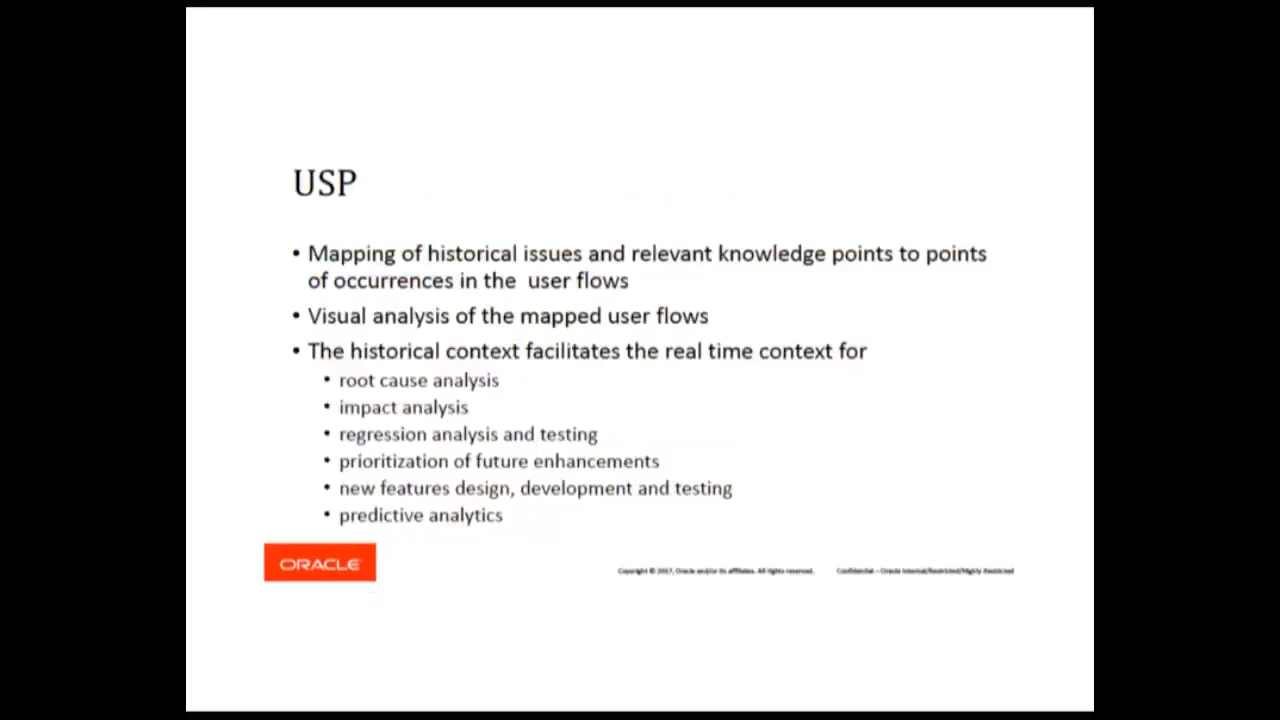 USP
• Mapping of historical issues and relevant knowledge points to points
of occurrences in the user flows
• Visual analysis of the mapped user flows
• The historical context facilitates the real time context for
• root cause analysis
• impact analysis
• regression analysis and testing
• prioritization of future enhancements
• new features design, development and testing
• predictive analytics
ORACLE
Copyright © 2017, Oracle and/or its affiliates. All rights reserved. Confidential – Oracle Internal/Restricted/Highly Restricted